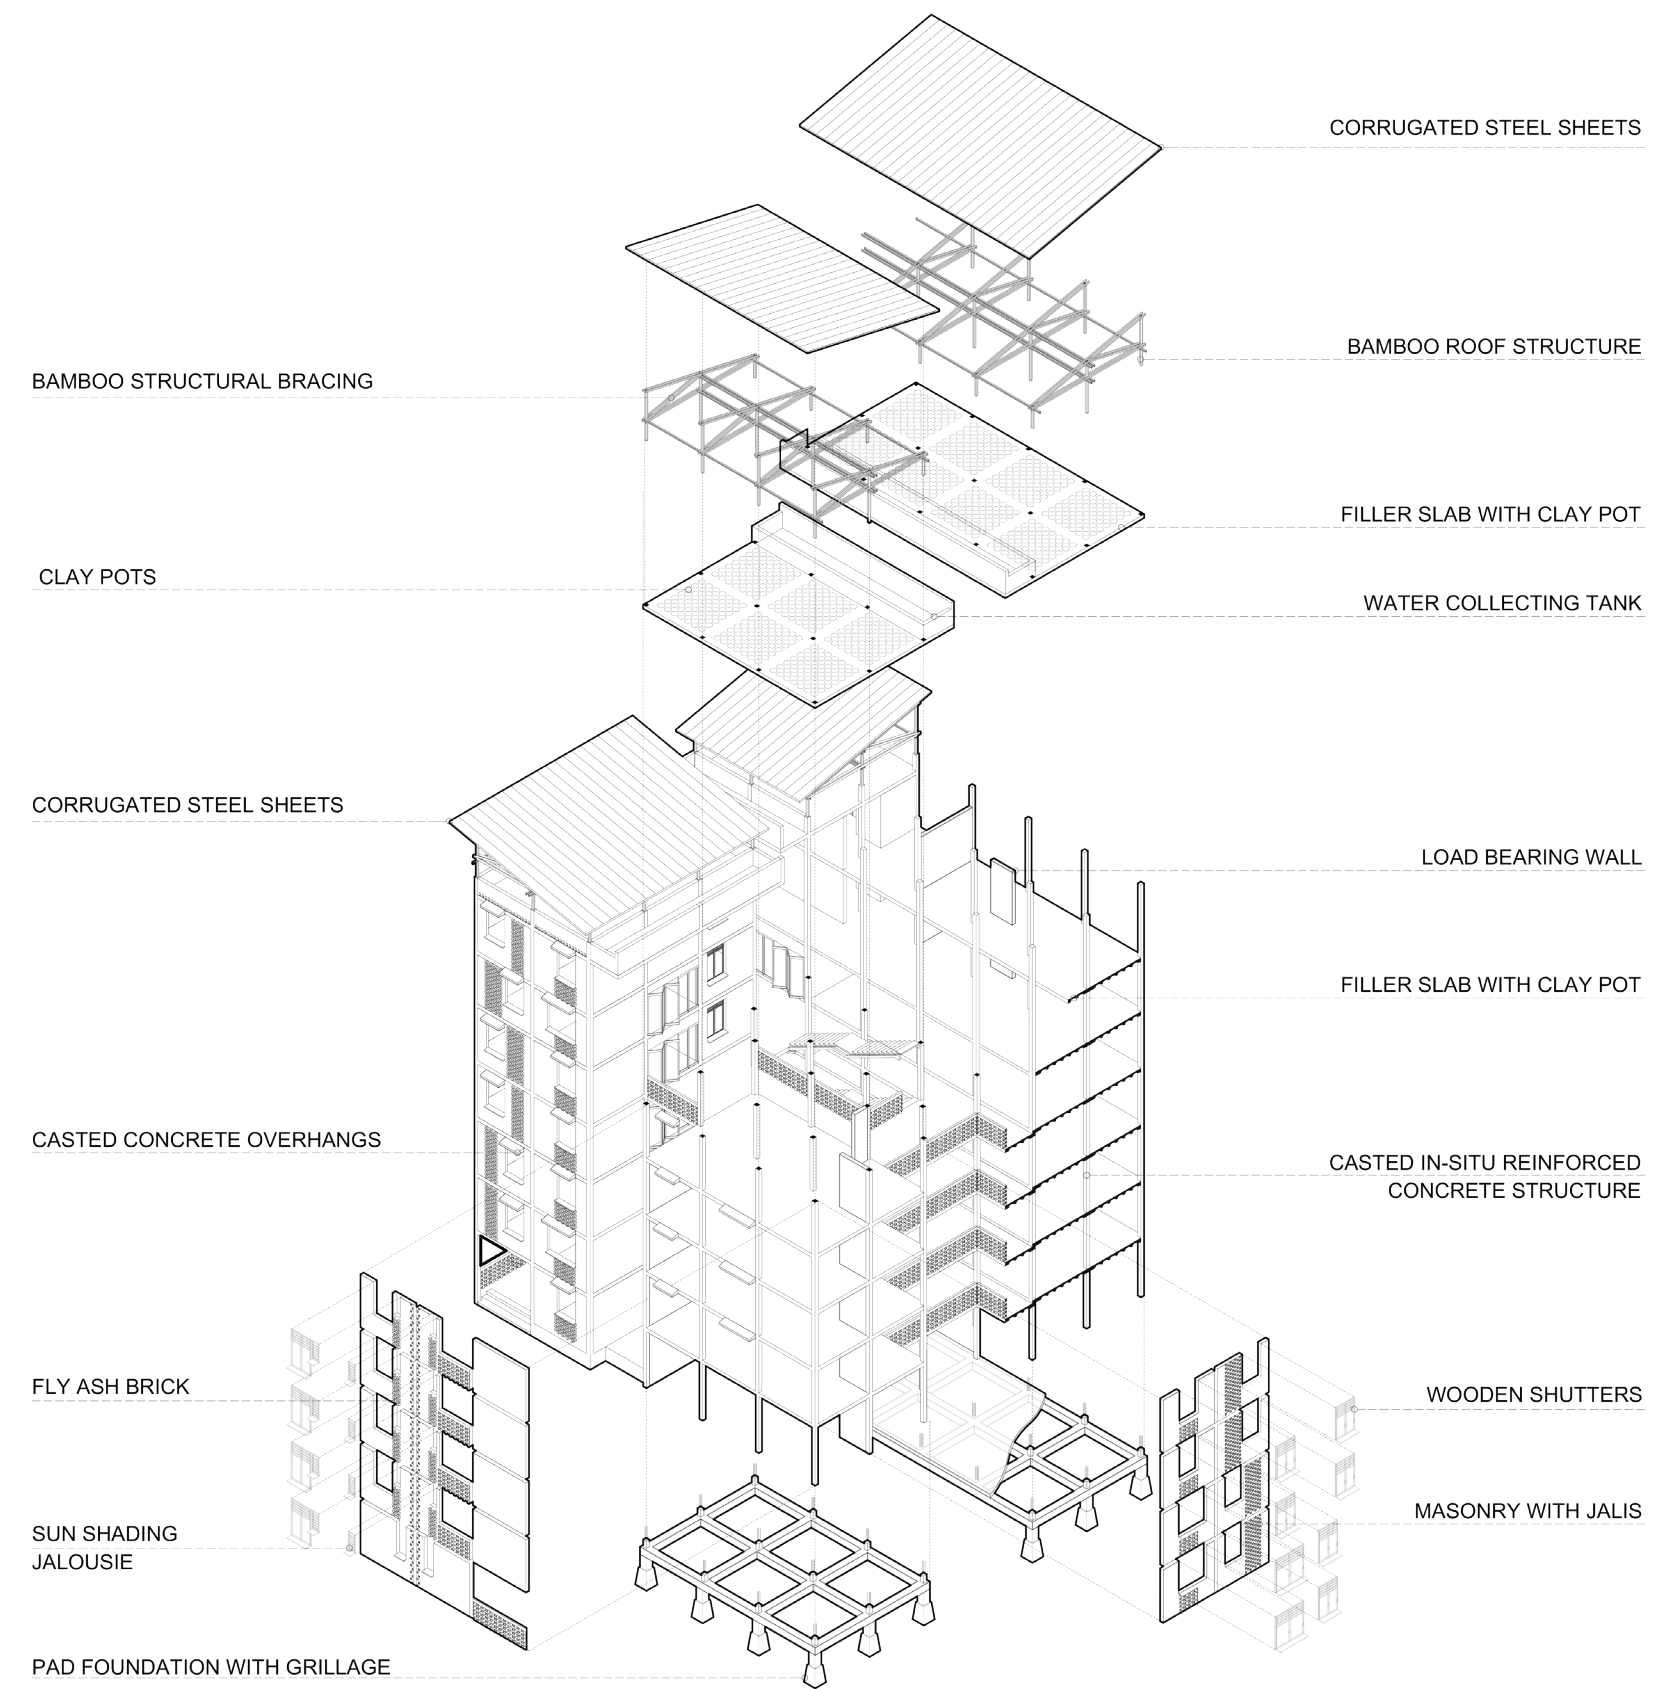 CORRUGATED STEEL SHEETS
BAMBOO ROOF STRUCTURE
BAMBOO STRUCTURAL BRACING
FILLER SLAB WITH CLAY POT
CLAY POTS
WATER COLLECTING TANK
CORRUGATED STEEL SHEETS
LOAD BEARING WALL
FILLER SLAB WITH CLAY POT
CASTED CONCRETE OVERHANGS
CASTED IN-SITU REINFORCED
CONCRETE STRUCTURE
FLY ASH BRICK
WOODEN SHUTTERS
MASONRY WITH JALIS
SUN SHADING
JALOUSIE
PAD FOUNDATION WITH GRILLAGE